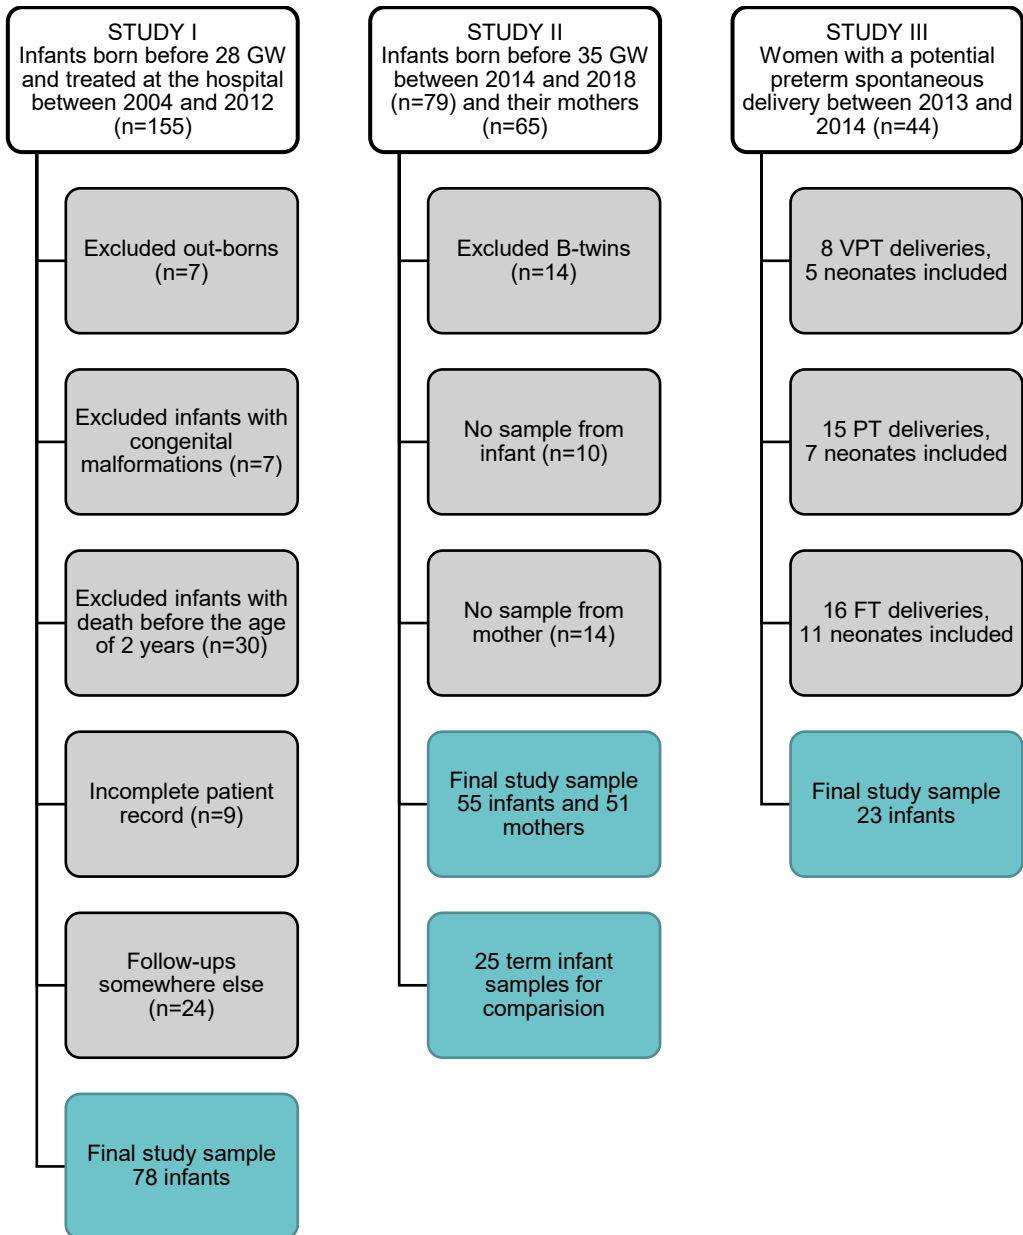 STUDY I
Infants born before 28 GW
and treated at the hospital
between 2004 and 2012
(n=155)
Excluded out-borns
(n=7)
Excluded infants with
congenital
malformations (n=7)
Excluded infants with
death before the age
of 2 years (n=30)
Incomplete patient
record (n=9)
Follow-ups
somewhere else
(n=24)
Final study sample
78 infants
STUDY II
Infants born before 35 GW
between 2014 and 2018
(n=79) and their mothers
(n=65)
Excluded B-twins
(n=14)
No sample from
infant (n=10)
No sample from
mother (n=14)
Final study sample
55 infants and 51
mothers
25 term infant
samples for
comparision
STUDY III
Women with a potential
preterm spontaneous
delivery between 2013 and
2014 (n=44)
8 VPT deliveries,
5 neonates included
15 PT deliveries,
7 neonates included
16 FT deliveries,
11 neonates included
Final study sample
23 infants